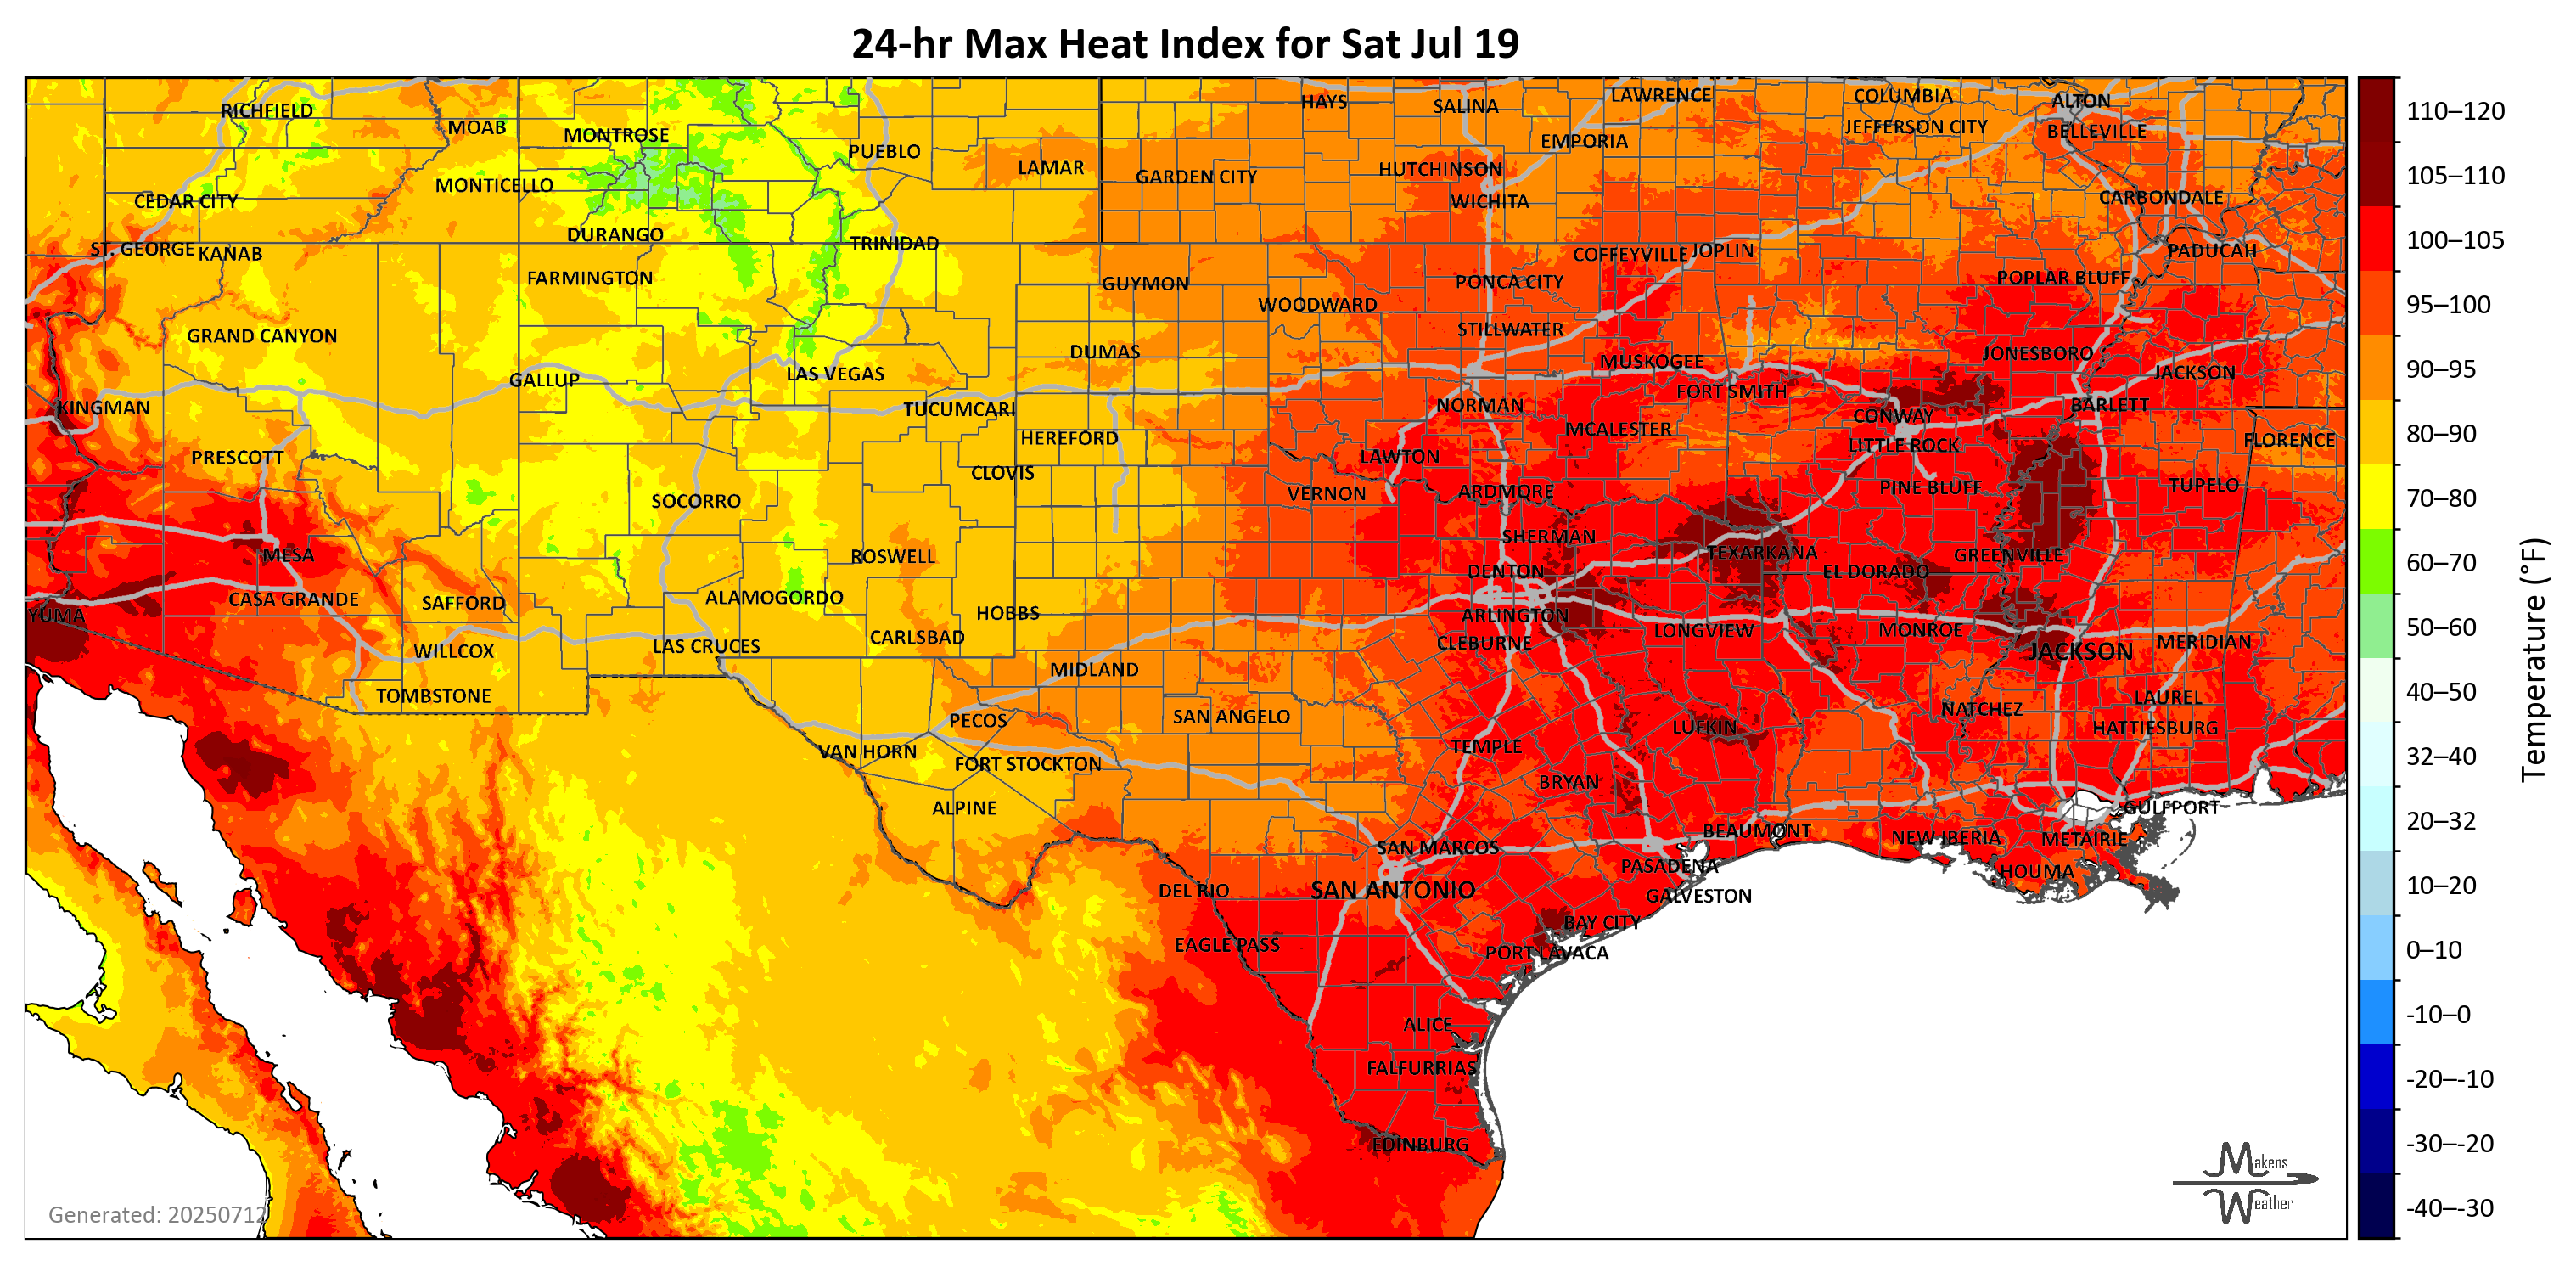 24-hr Max Heat Index for Sat Jul 19
RICHFIELD
MOAB
MONTROSE
PUEBLO
LAMAR
HAYS
SALINA
LAWRENCE
COLUMBIA
ALTON
JEFFERSON CITY
BELLEVILLE
EMPORIA
HUTCHINSON
GARDEN CITY
WICHITA
CARBONDALE
MONTICELLO
CEDAR CITY
ST. GEORGE
KANAB
DURANGO
TRINIDAD
COFFEYVILLE
JOPLIN
PADUCAH
FARMINGTON
GUYMON
PONCA CITY
POPLAR BLUFF
WOODWARD
STILLWATER
GRAND CANYON
DUMAS
MUSKOGEE
JONESBORO
GALLUP
LAS VEGAS
FORT SMITH
JACKSON
KINGMAN
TUCUMCARI
NORMAN
CONWAY
BARLETT
HEREFORD
MCALESTER
LITTLE ROCK
FLORENCE
PRESCOTT
CLOVIS
LAWTON
SOCORRO
VERNON
ARDMORE
PINE BLUFF
TUPELO
MESA
ROSWELL
SHERMAN
TEXARKANA
GREENVILLE
DENTON
EL DORADO
CASA GRANDE
SAFFORD
ALAMOGORDO
HOBBS
ARLINGTON
YUMA
WILLCOX
LAS CRUCES
CARLSBAD
CLEBURNE
LONGVIEW
MONROE
JACKSON
MERIDIAN
TOMBSTONE
MIDLAND
LAUREL
PECOS
SAN ANGELO
NATCHEZ
HATTIESBURG
VAN HORN
FORT STOCKTON
TEMPLE
LUFKIN
BRYAN
ALPINE
GULFPORT
SAN MARCOS
BEAUMONT
NEW IBERIA
METAIRIE
PASADENA
HOUMA
DEL RIO
SAN ANTONIO
GALVESTON
BAY CITY
EAGLE PASS
PORT LAVACA
ALICE
FALFURRIAS
EDINBURG
Generated: 20250712
Makens
Weather
110–120
105–110
100–105
95–100
90–95
80–90
70–80
60–70
50–60
40–50
32–40
20–32
10–20
0–10
-10–0
-20–-10
-30–-20
-40–-30
Temperature (°F)